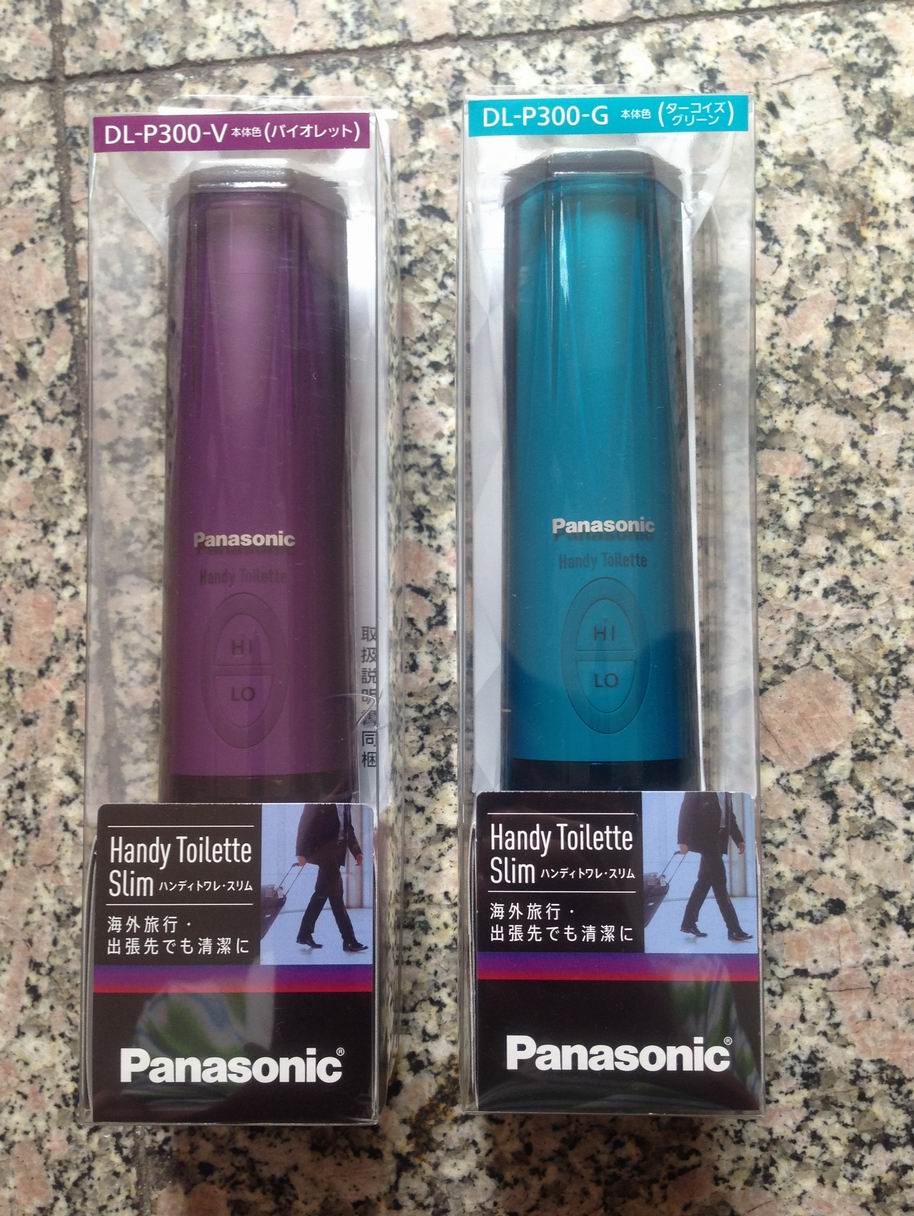 DL-P300-V 本体色 (バイオレット)
Panasonic
Handy Toilette
HI
LO
取扱説明書同梱
Handy Toilette
Slim ハンディトワレ・スリム
海外旅行・
出張先でも清潔に
Panasonic®
DL-P300-G 本体色 (ターコイズ
グリーン)
Panasonic
Handy Toilette
HI
LO
Handy Toilette
Slim ハンディトワレ・スリム
海外旅行・
出張先でも清潔に
Panasonic®